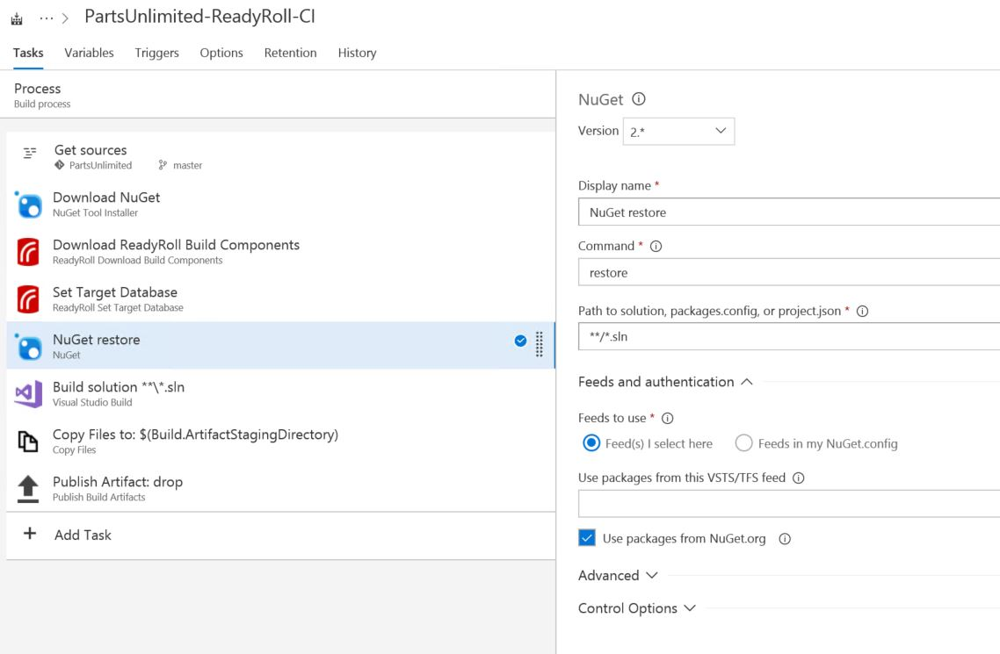 ... > PartsUnlimited-ReadyRoll-CI
Tasks Variables Triggers Options Retention History
Process
Build process
Get sources
PartsUnlimited master
Download NuGet
NuGet Tool Installer
Download ReadyRoll Build Components
ReadyRoll Download Build Components
Set Target Database
ReadyRoll Set Target Database
NuGet restore
NuGet
Build solution **\*.sln
Visual Studio Build
Copy Files to: $(Build.ArtifactStagingDirectory)
Copy Files
Publish Artifact: drop
Publish Build Artifacts
+ Add Task
NuGet
Version 2.*
Display name *
NuGet restore
Command *
restore
Path to solution, packages.config, or project.json *
**/*.sln
Feeds and authentication
Feeds to use *
Feed(s) I select here Feeds in my NuGet.config
Use packages from this VSTS/TFS feed
Use packages from NuGet.org
Advanced
Control Options